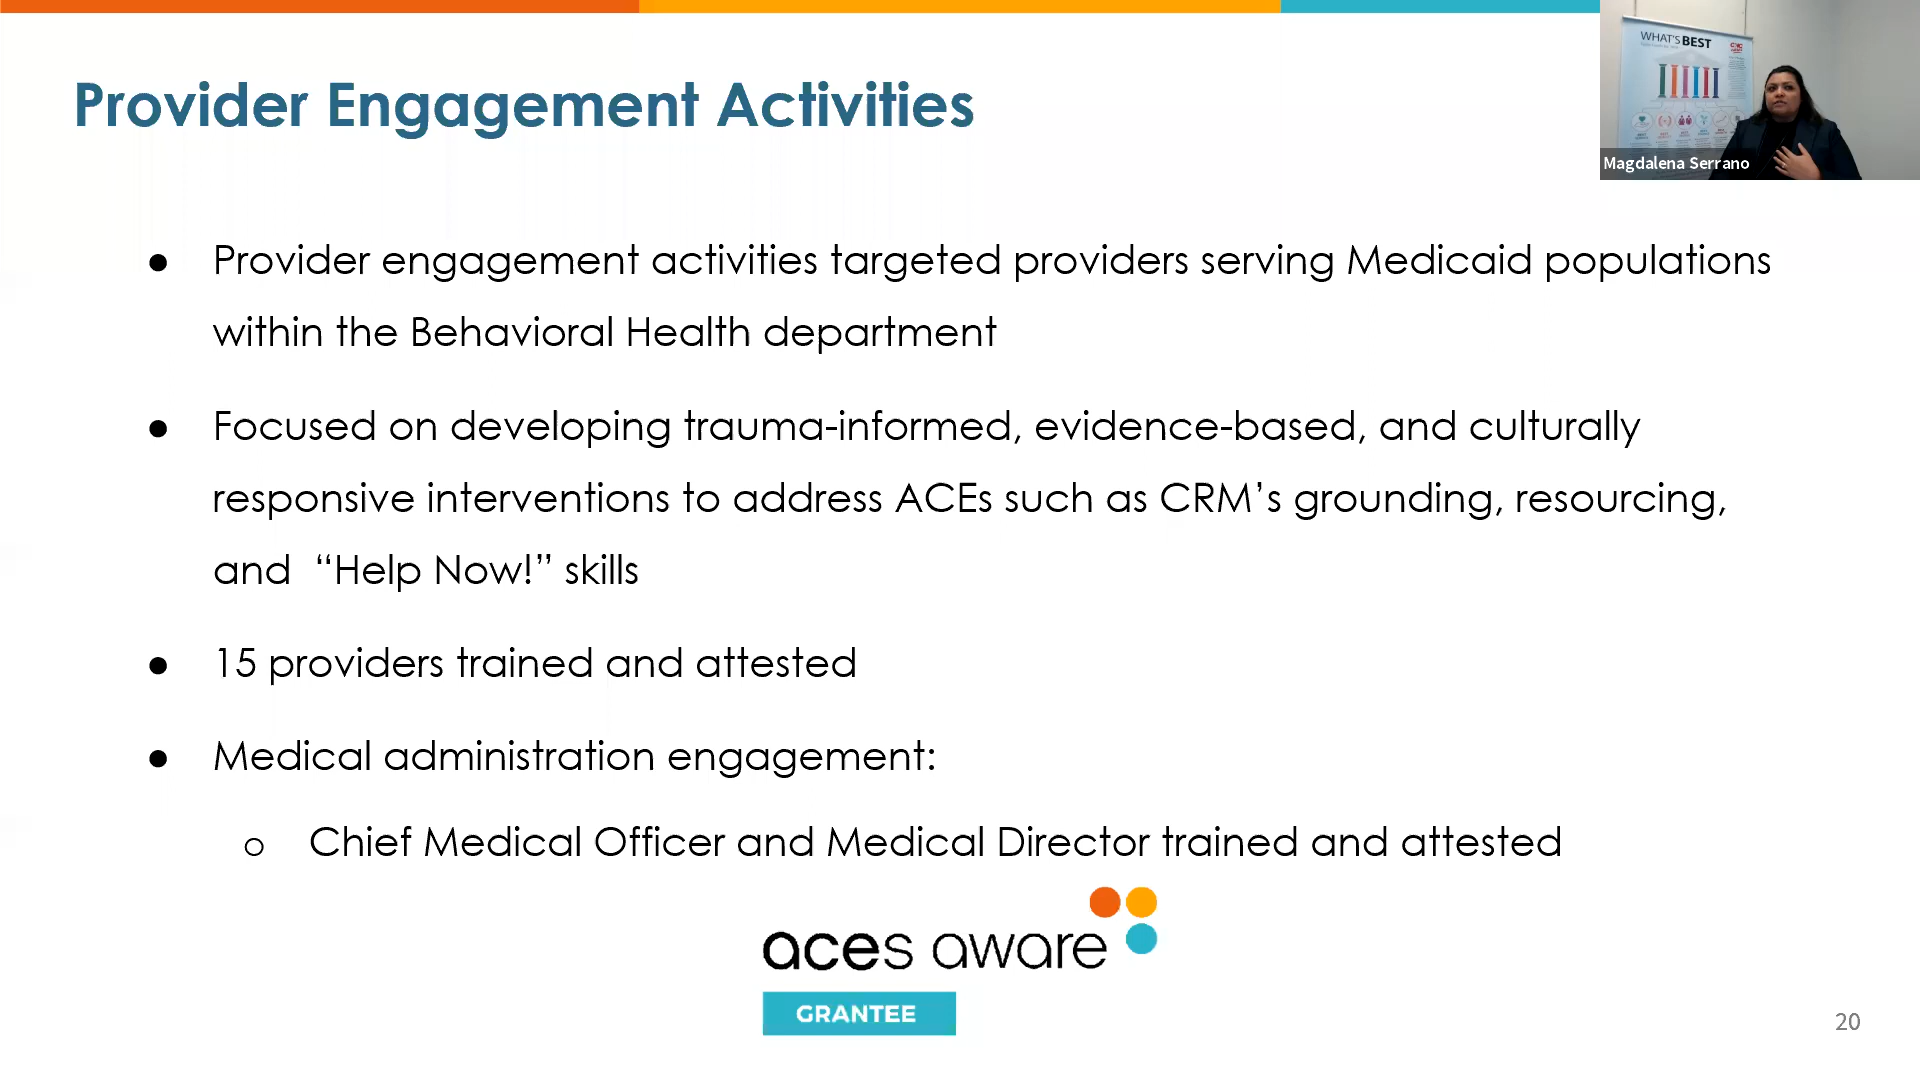 Provider Engagement Activities
WHAT'S BEST
Magdalena Serrano
● Provider engagement activities targeted providers serving Medicaid populations
within the Behavioral Health department
● Focused on developing trauma-informed, evidence-based, and culturally
responsive interventions to address ACEs such as CRM’s grounding, resourcing,
and “Help Now!” skills
● 15 providers trained and attested
● Medical administration engagement:
o Chief Medical Officer and Medical Director trained and attested
aces aware
GRANTEE
20